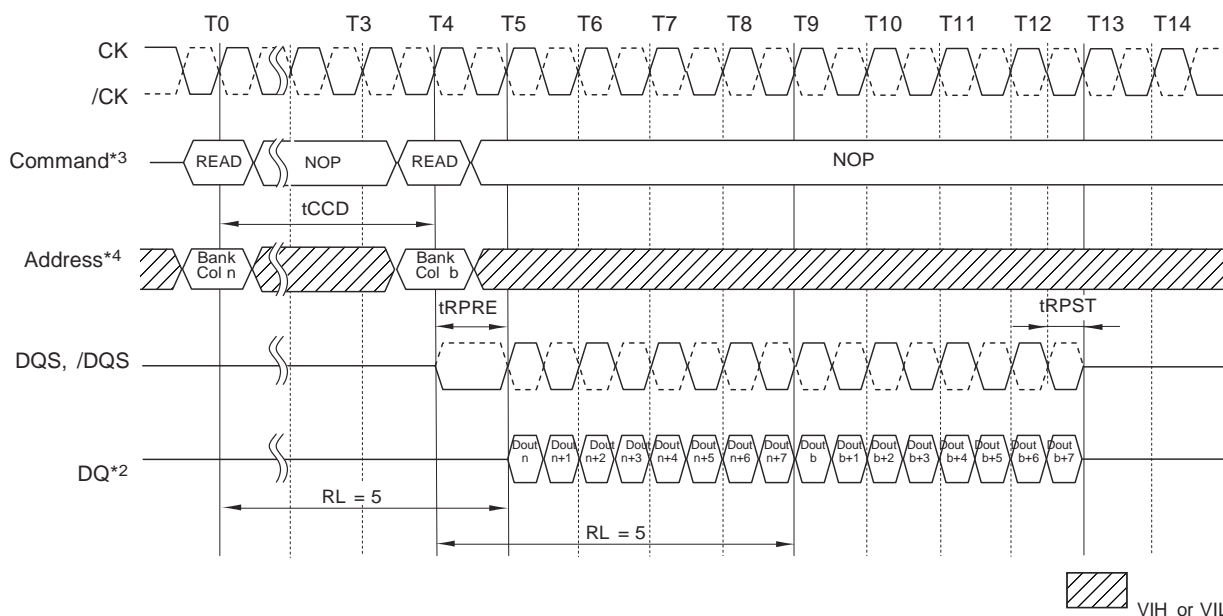 T0 T3 T4 T5 T6 T7 T8 T9 T10 T11 T12 T13 T14
CK
/CK
Command*3 READ NOP READ NOP
tCCD
Address*4 Bank Col n Bank Col b
tRPRE tRPST
DQS, /DQS
DQ*2 Dout n Dout n+1 Dout n+2 Dout n+3 Dout n+4 Dout n+5 Dout n+6 Dout n+7 Dout b Dout b+1 Dout b+2 Dout b+3 Dout b+4 Dout b+5 Dout b+6 Dout b+7
RL = 5
RL = 5
VIH or VIL